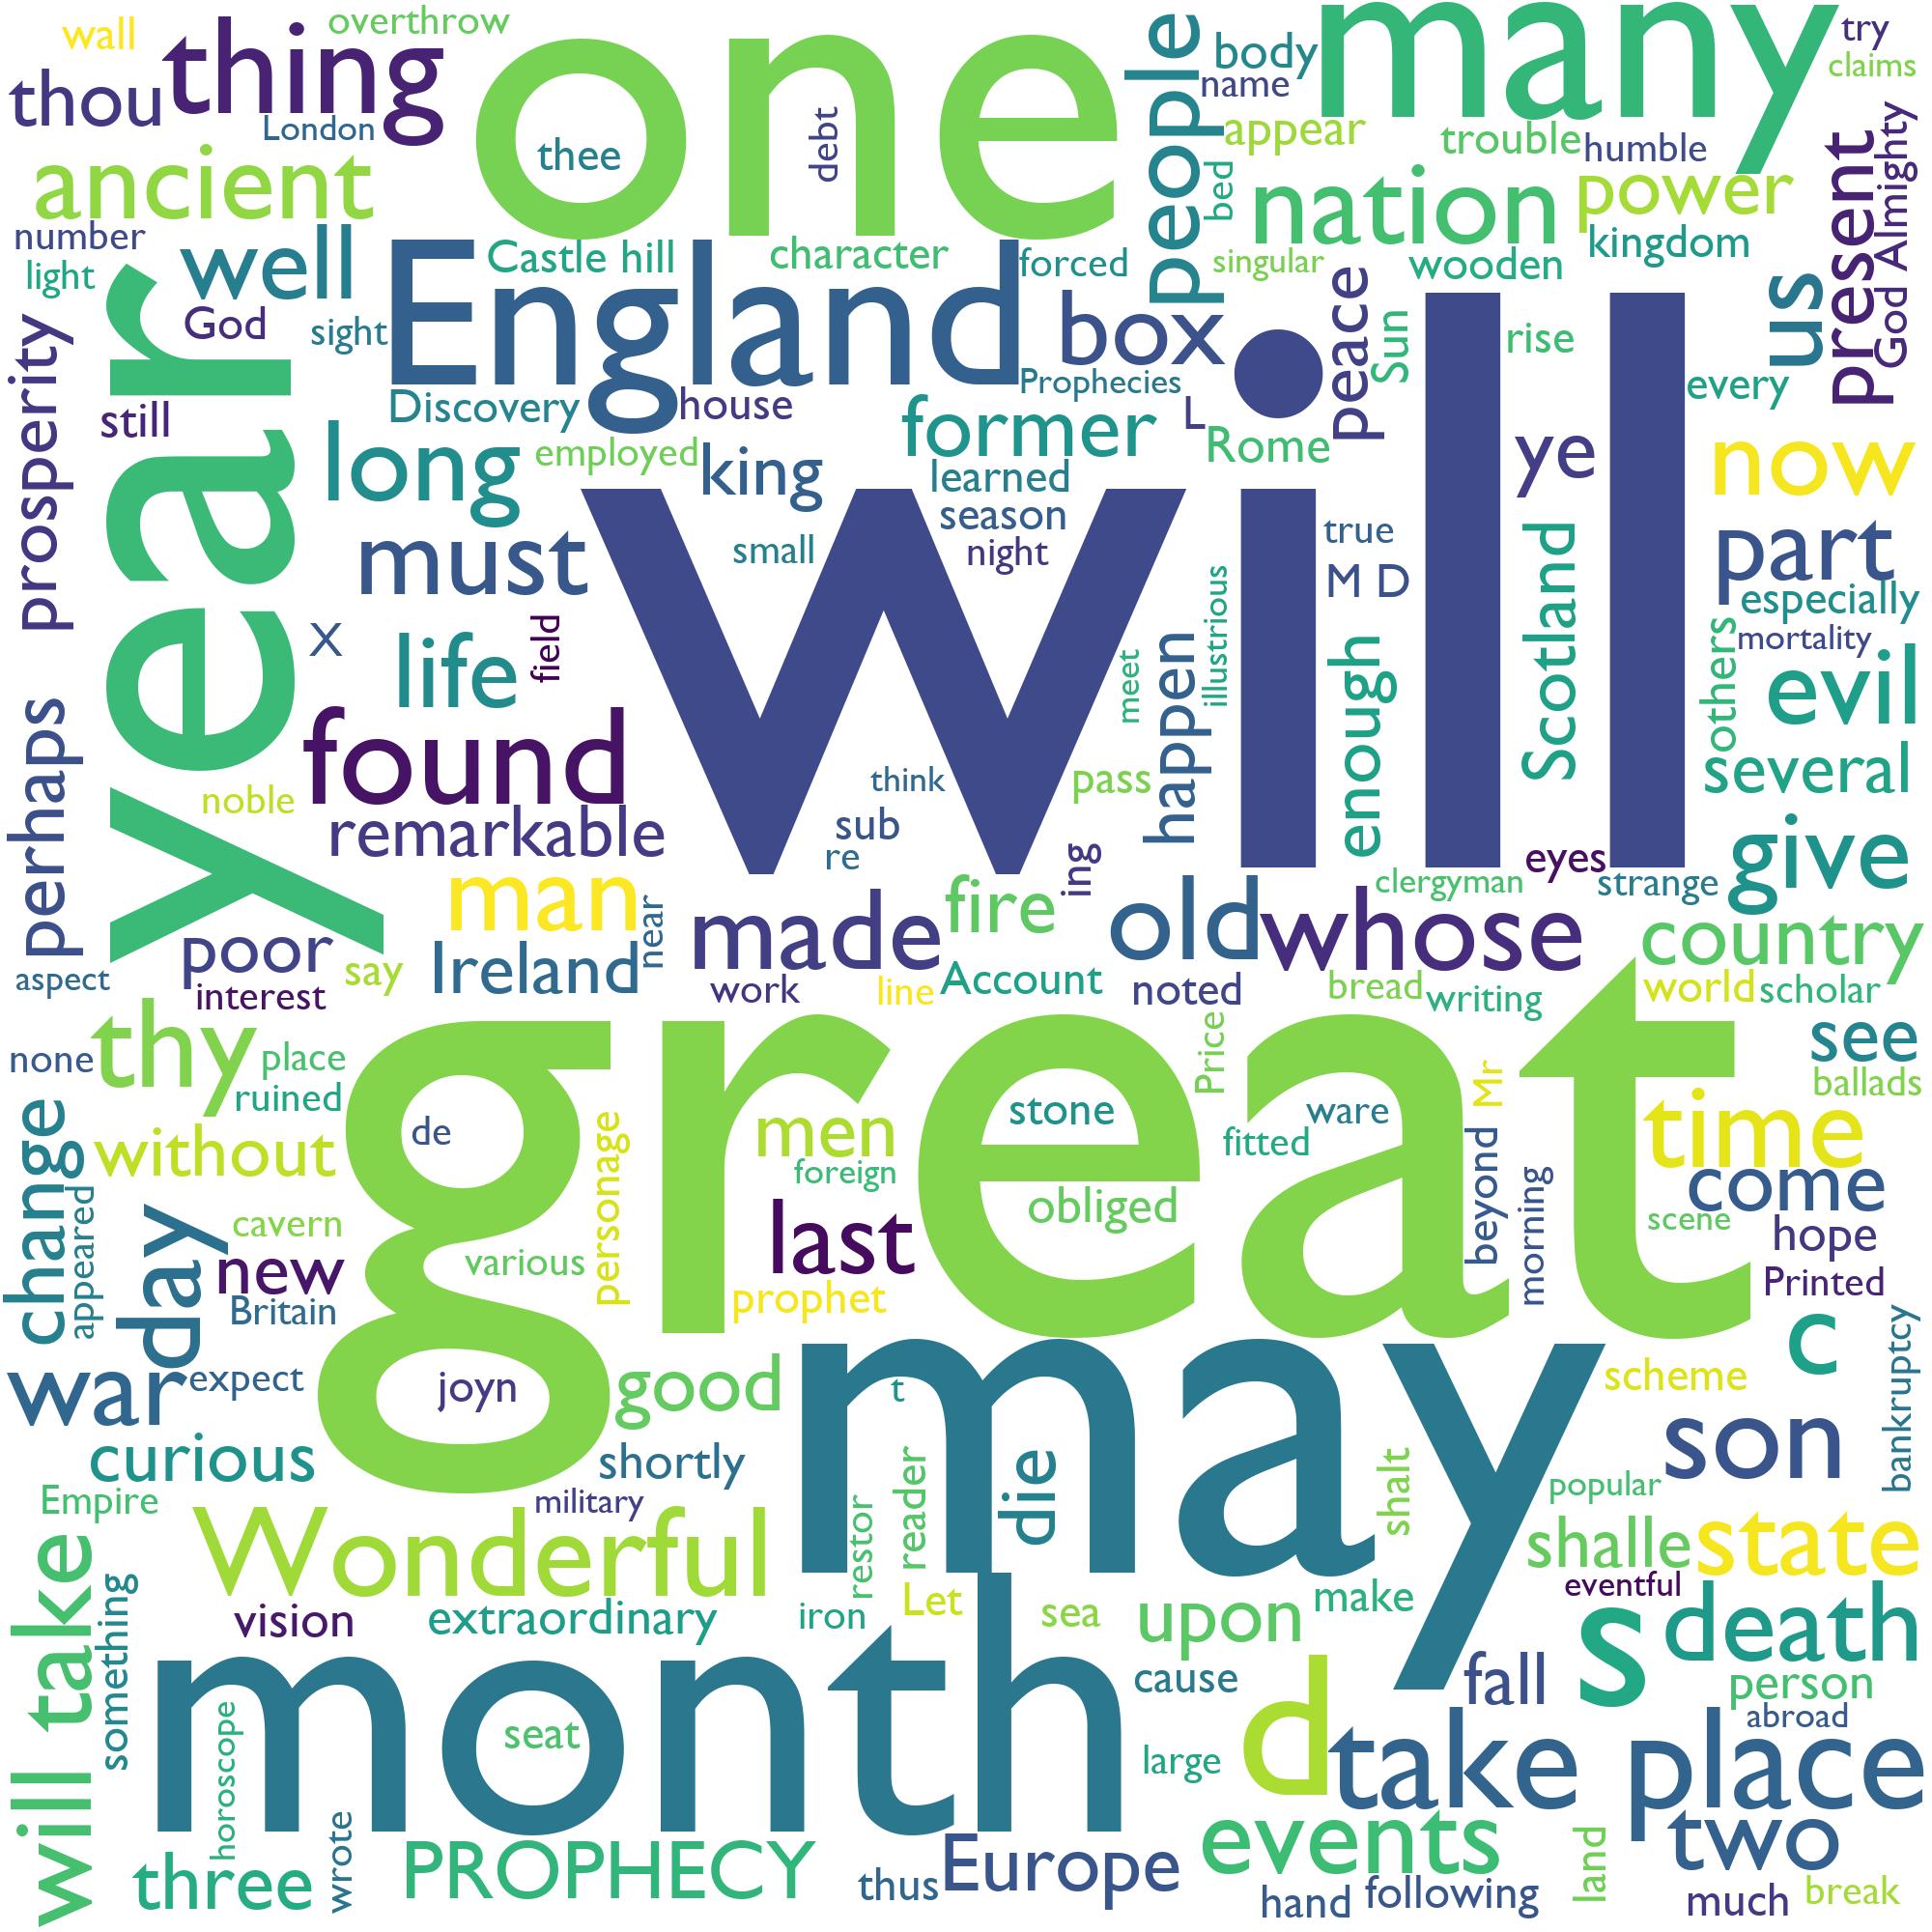 wall
overthrow
thou
thing
London
one
thee
debt
people
body
name
many
try
claims
ancient
appear
trouble
humble
bed
nation
power
present
God Almighty
number
light
well
God
sight
England
Castle hill
character
forced
singular
wooden
kingdom
us
year
prosperity
still
box
Prophecies
peace
Sun
rise
every
Discovery
house
L
former
Rome
long
employed
king
learned
season
night
small
ye
now
must
will
true
M D
Scotland
part
especially
mortality
X
field
life
meet
happen
illustrious
enough
others
evil
several
perhaps
noble
found
remarkable
think
pass
sub
re
ing
eyes
clergyman
strange
give
man
near
made
fire
old
whose
country
poor
say
Ireland
aspect
interest
work
line
Account
noted
bread
writing
world
scholar
none
thy
place
ruined
great
Price
Mr
see
ballads
change
appeared
without
de
personage
men
foreign
stone
ware
fitted
obliged
beyond
morning
time
come
scene
hope
day
cavern
new
Britain
various
last
prophet
Printed
war
expect
joyn
good
may
t
scheme
C
bankruptcy
curious
shortly
Empire
military
reader
restor
die
shalt
popular
son
Wonderful
shalle
state
eventful
will take
something
vision
extraordinary
iron
Let
sea
upon
make
s
death
month
seat
cause
fall
person
abroad
horoscope
large
d
take place
wrote
three
PROPHECY
thus
Europe
events
hand
following
land
two
much
break